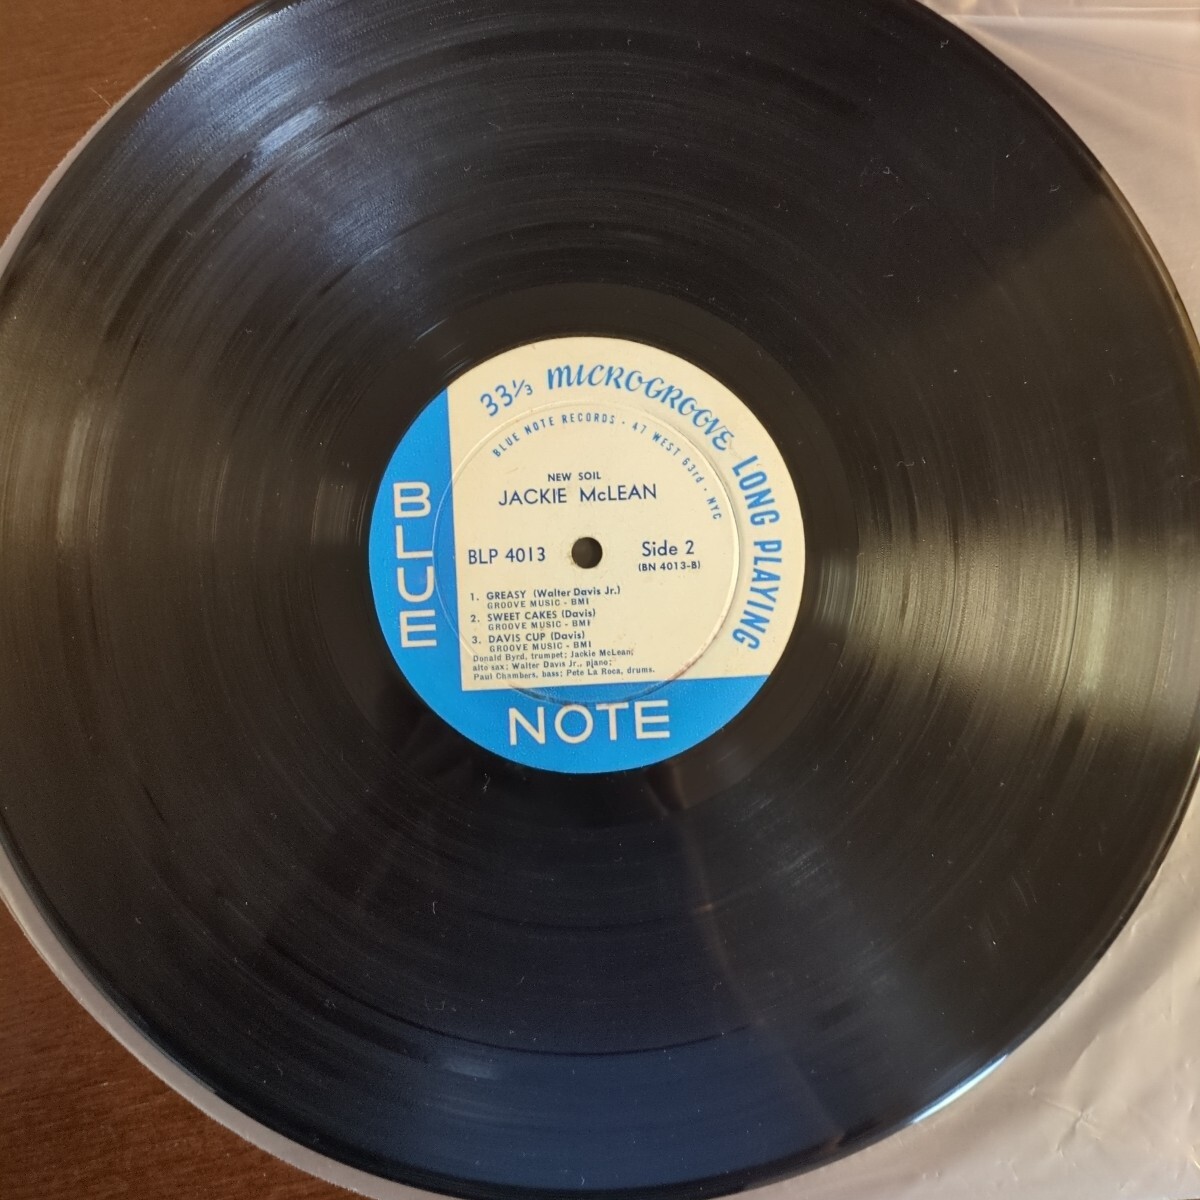 33 1/3 MICROGROOVE LONG PLAYING
BLUE NOTE RECORDS · 47 WEST 63rd · NYC
NEW SOIL
JACKIE McLEAN
BLP 4013
Side 2
(BN 4013-B)
1. GREASY (Walter Davis Jr.)
GROOVE MUSIC - BMI
2. SWEET CAKES (Davis)
GROOVE MUSIC - BMI
3. DAVIS CUP (Davis)
GROOVE MUSIC - BMI
Donald Byrd, trumpet; Jackie McLean;
alto sax; Walter Davis Jr., piano;
Paul Chambers, bass; Pete La Roca, drums.
BLUE
NOTE